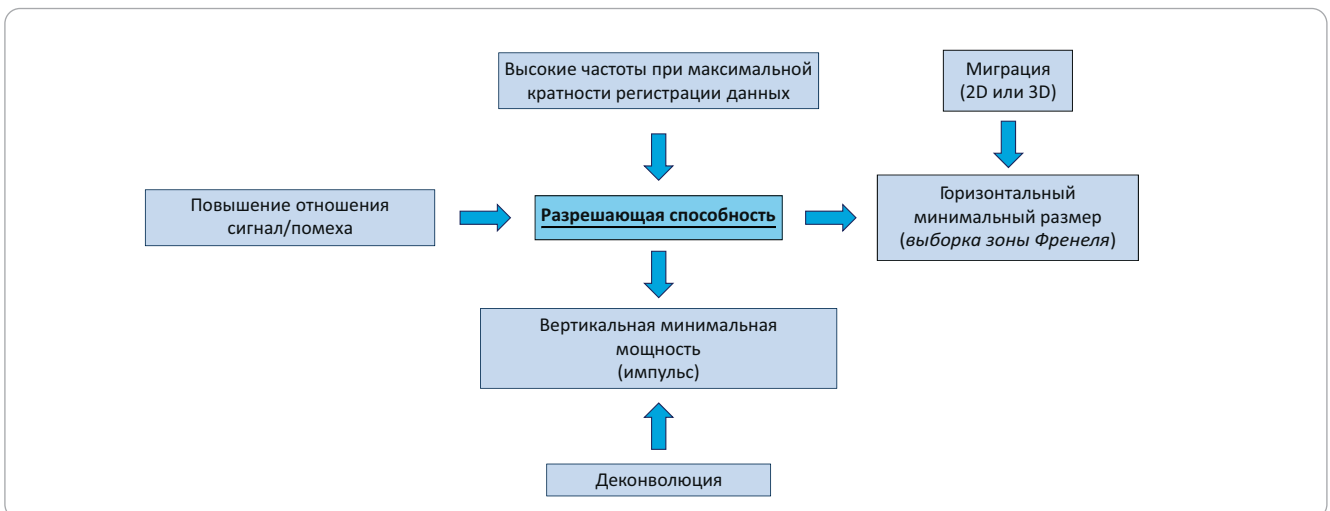 Высокие частоты при максимальной
кратности регистрации данных
Миграция
(2D или 3D)
Повышение отношения
сигнал/помеха
Разрешающая способность
Горизонтальный
минимальный размер
(выборка зоны Френеля)
Вертикальная минимальная
мощность
(импульс)
Деконволюция